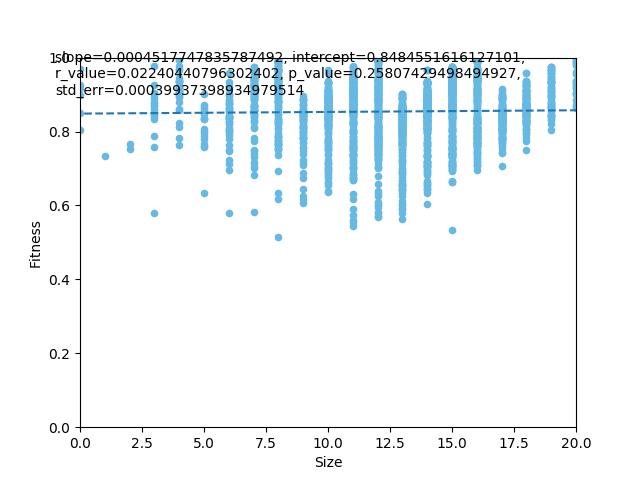 slope=0.0004517747835787492, intercept=0.8484551616127101,
r_value=0.02240440796302402, p_value=0.25807429498494927,
std_err=0.00039937398934979514
1.0
0.8
0.6
0.4
0.2
0.0
Fitness
0.0 2.5 5.0 7.5 10.0 12.5 15.0 17.5 20.0
Size